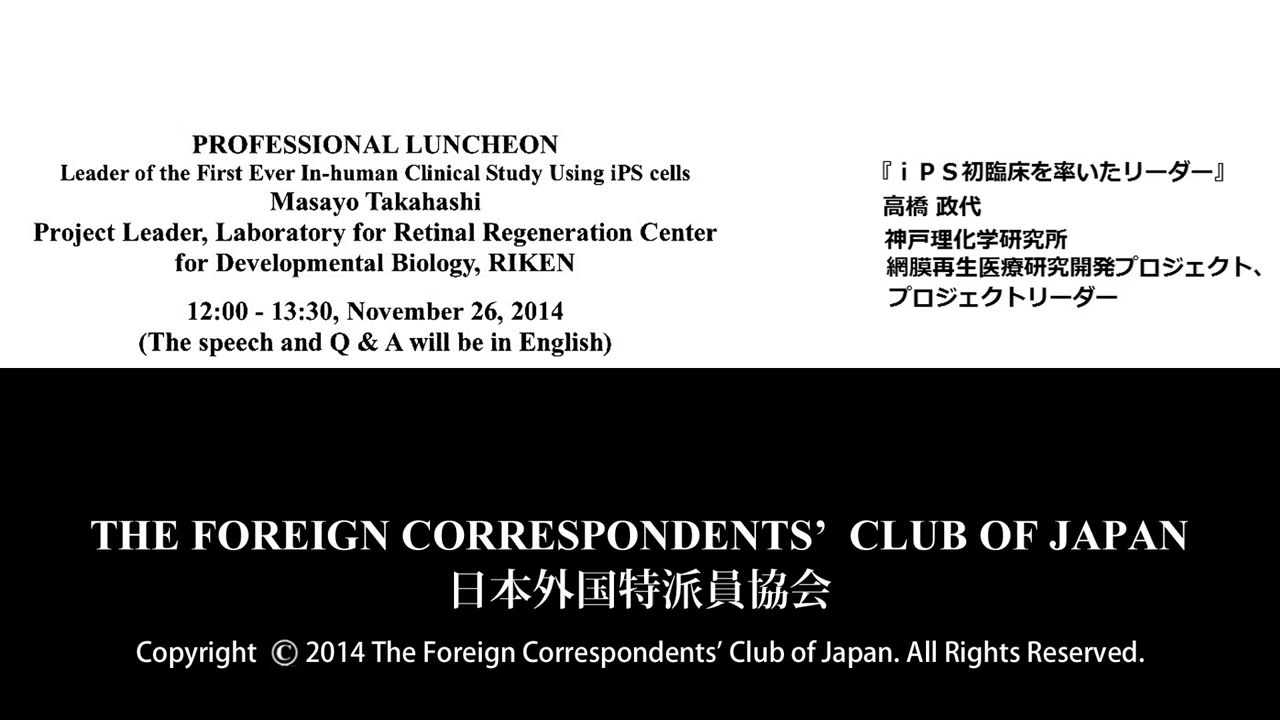 PROFESSIONAL LUNCHEON
Leader of the First Ever In-human Clinical Study Using iPS cells
Masayo Takahashi
Project Leader, Laboratory for Retinal Regeneration Center
for Developmental Biology, RIKEN
12:00 - 13:30, November 26, 2014
(The speech and Q & A will be in English)
『ｉＰＳ初臨床を率いたリーダー』
高橋 政代
神戸理化学研究所
網膜再生医療研究開発プロジェクト、
プロジェクトリーダー
THE FOREIGN CORRESPONDENTS’ CLUB OF JAPAN
日本外国特派員協会
Copyright © 2014 The Foreign Correspondents’ Club of Japan. All Rights Reserved.